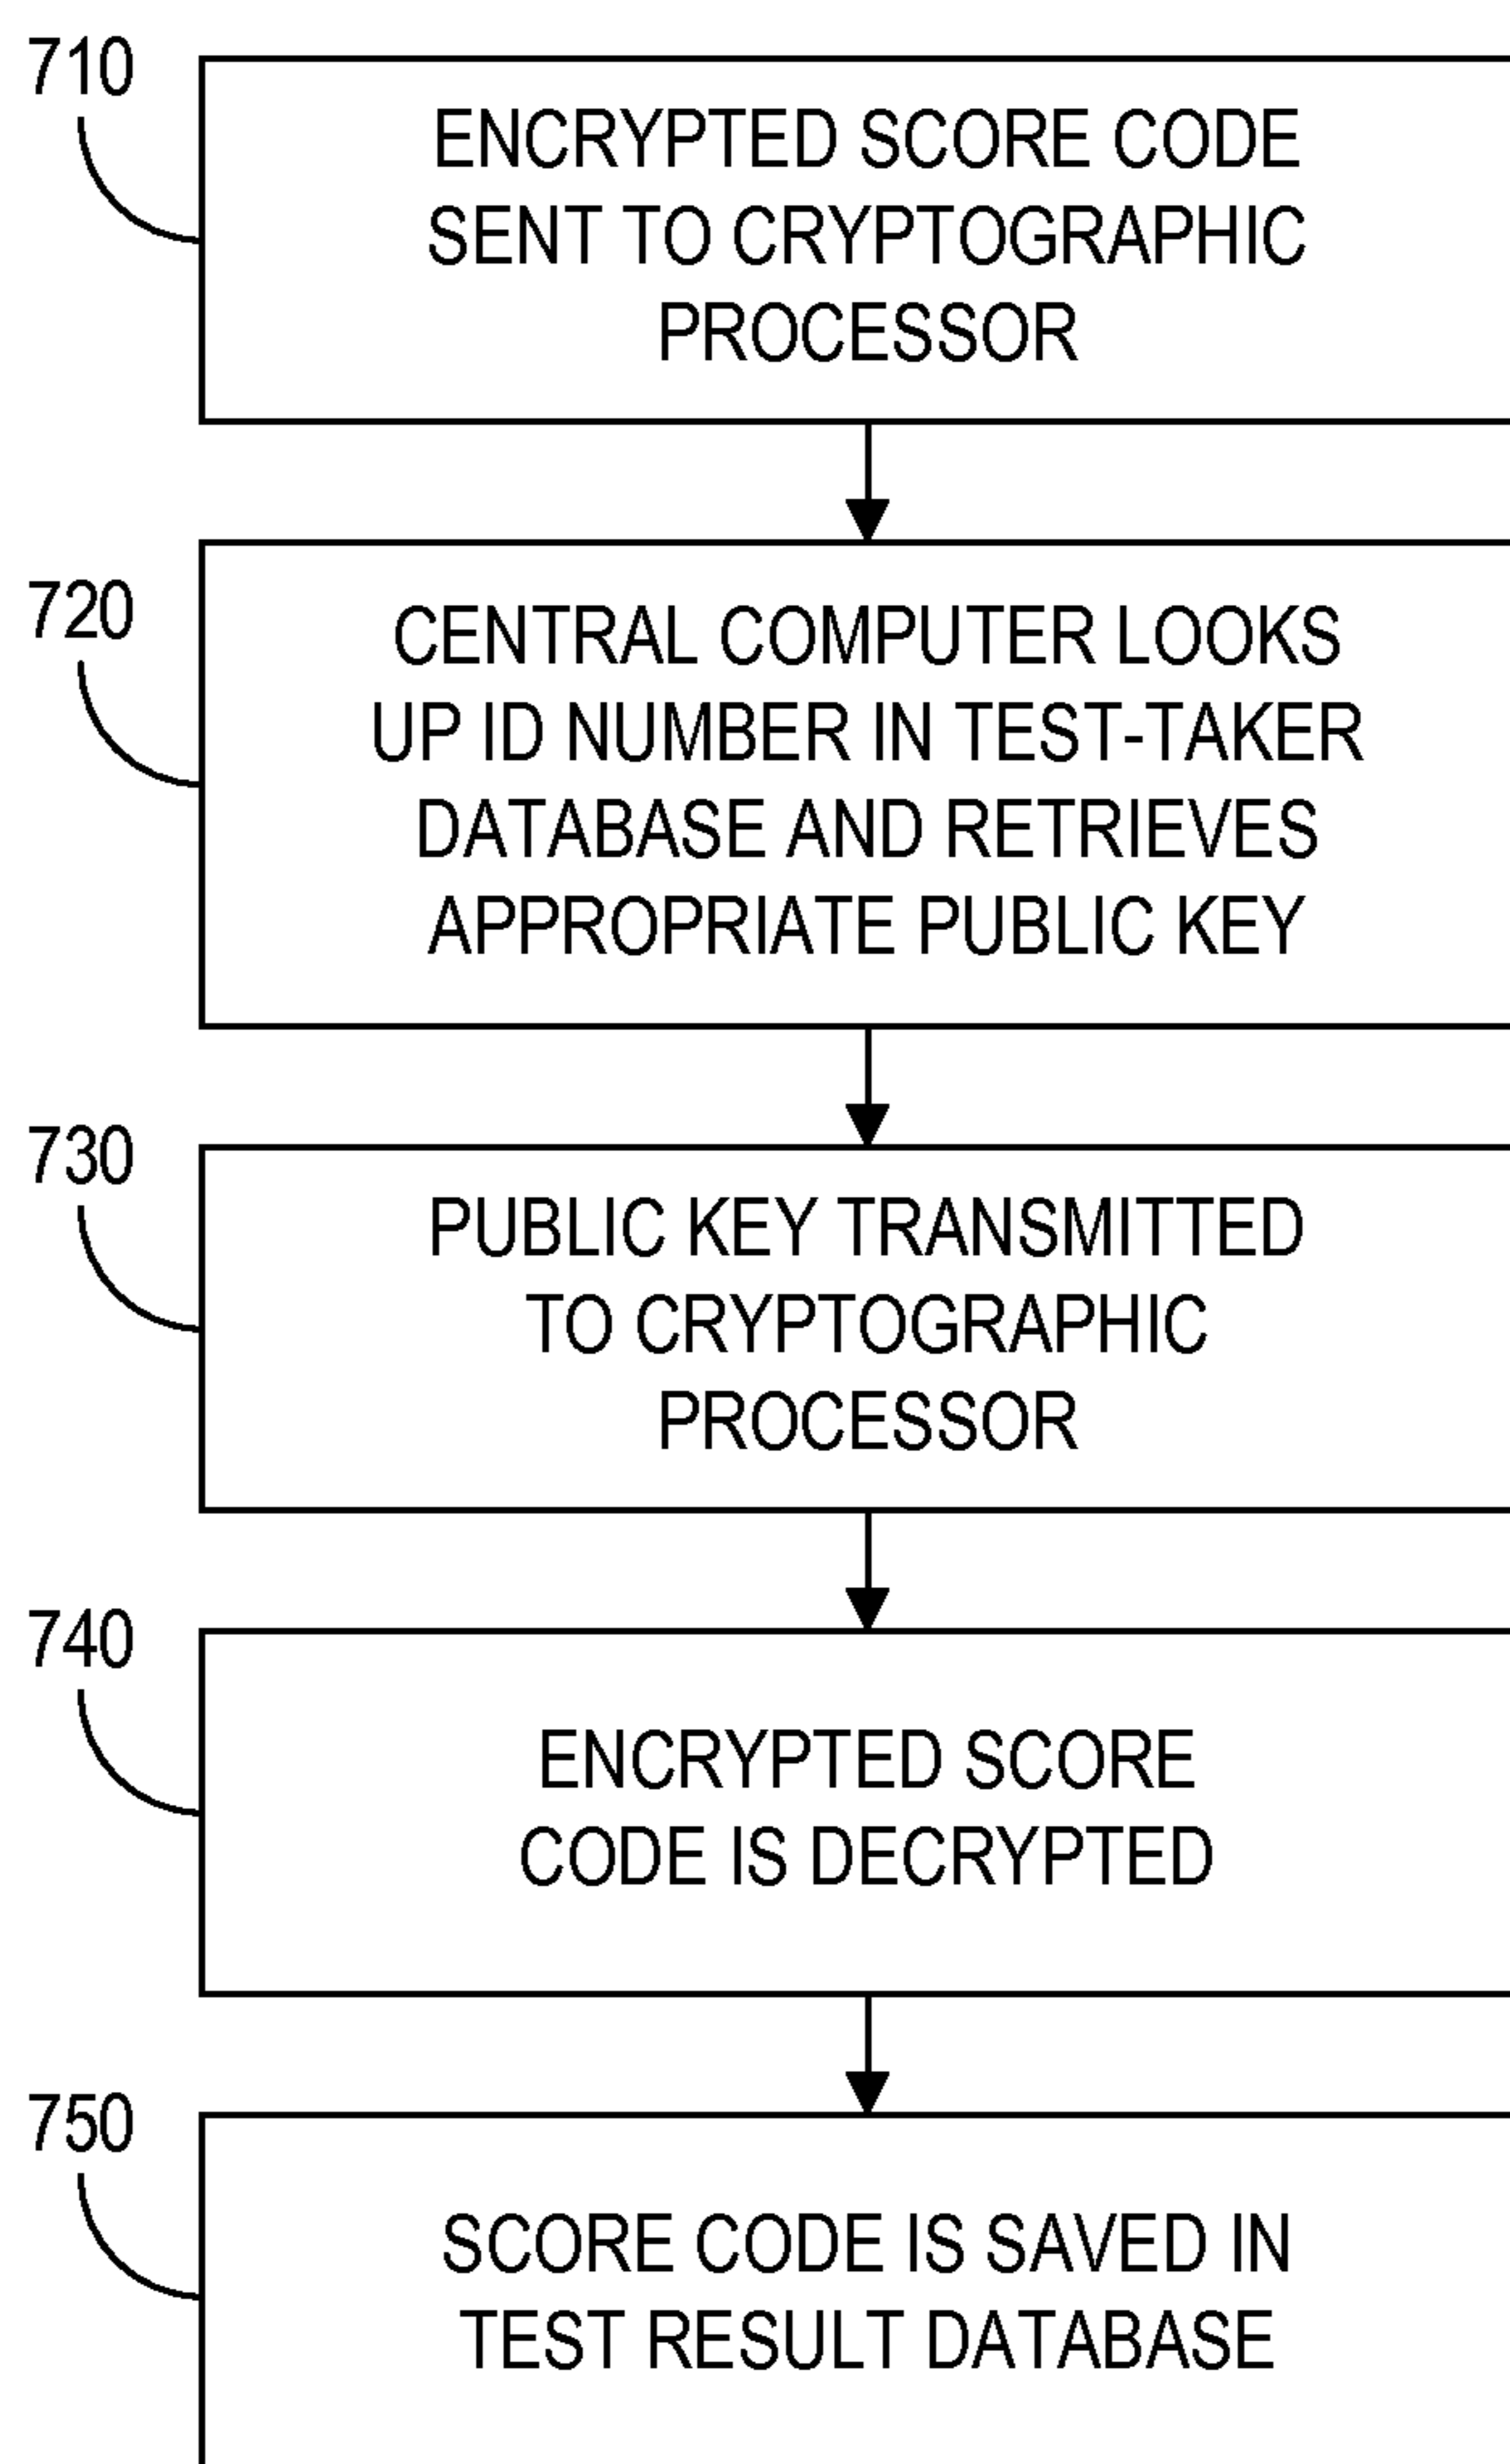 710
ENCRYPTED SCORE CODE
SENT TO CRYPTOGRAPHIC
PROCESSOR
720
CENTRAL COMPUTER LOOKS
UP ID NUMBER IN TEST-TAKER
DATABASE AND RETRIEVES
APPROPRIATE PUBLIC KEY
730
PUBLIC KEY TRANSMITTED
TO CRYPTOGRAPHIC
PROCESSOR
740
ENCRYPTED SCORE
CODE IS DECRYPTED
750
SCORE CODE IS SAVED IN
TEST RESULT DATABASE